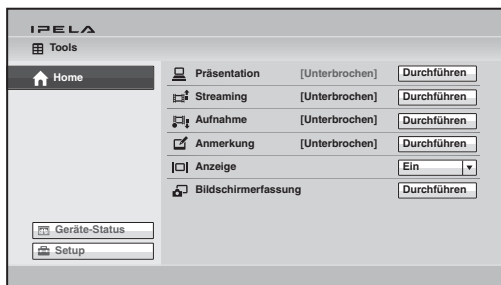 IPELA
Tools
Home
Präsentation [Unterbrochen] Durchführen
Streaming [Unterbrochen] Durchführen
Aufnahme [Unterbrochen] Durchführen
Anmerkung [Unterbrochen] Durchführen
Anzeige Ein
Bildschirmerfassung Durchführen
Geräte-Status
Setup